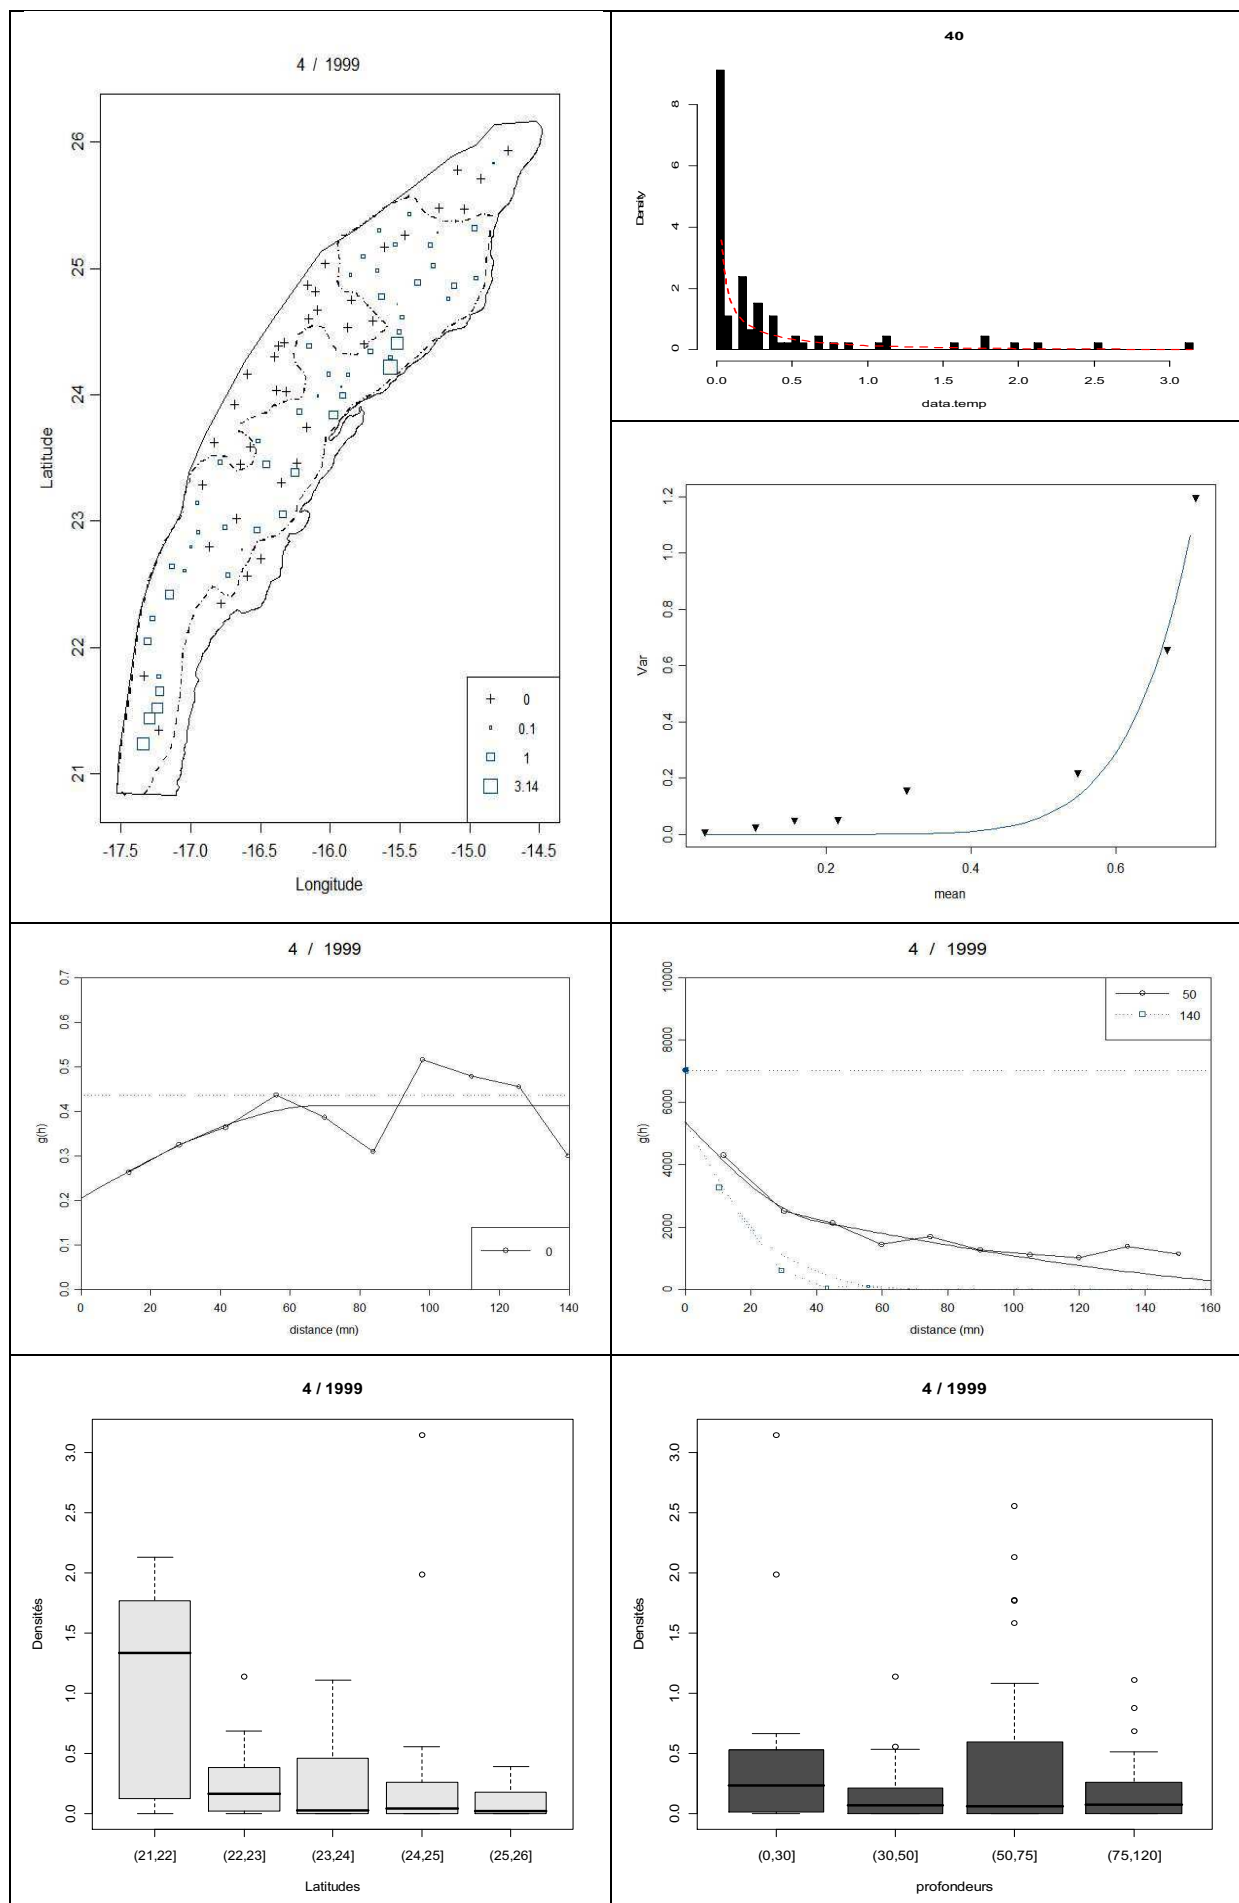 4 / 1999
26
25
24
23
22
21
Latitude
0
0.1
1
3.14
-17.5 -17.0 -16.5 -16.0 -15.5 -15.0 -14.5
Longitude
40
8
6
4
2
0
Density
0.0 0.5 1.0 1.5 2.0 2.5 3.0
data.temp
1.2
1.0
0.8
0.6
0.4
0.2
0.0
Var
0.2 0.4 0.6
mean
4 / 1999
0.7
0.6
0.5
0.4
0.3
0.2
0.1
0.0
g(h)
0
0 20 40 60 80 100 120 140
distance (mn)
4 / 1999
10000
8000
6000
4000
2000
0
g(h)
50
140
0 20 40 60 80 100 120 140 160
distance (mn)
4 / 1999
3.0
2.5
2.0
1.5
1.0
0.5
0.0
Densités
(21,22] (22,23] (23,24] (24,25] (25,26]
Latitudes
4 / 1999
3.0
2.5
2.0
1.5
1.0
0.5
0.0
Densités
(0,30] (30,50] (50,75] (75,120]
profondeurs